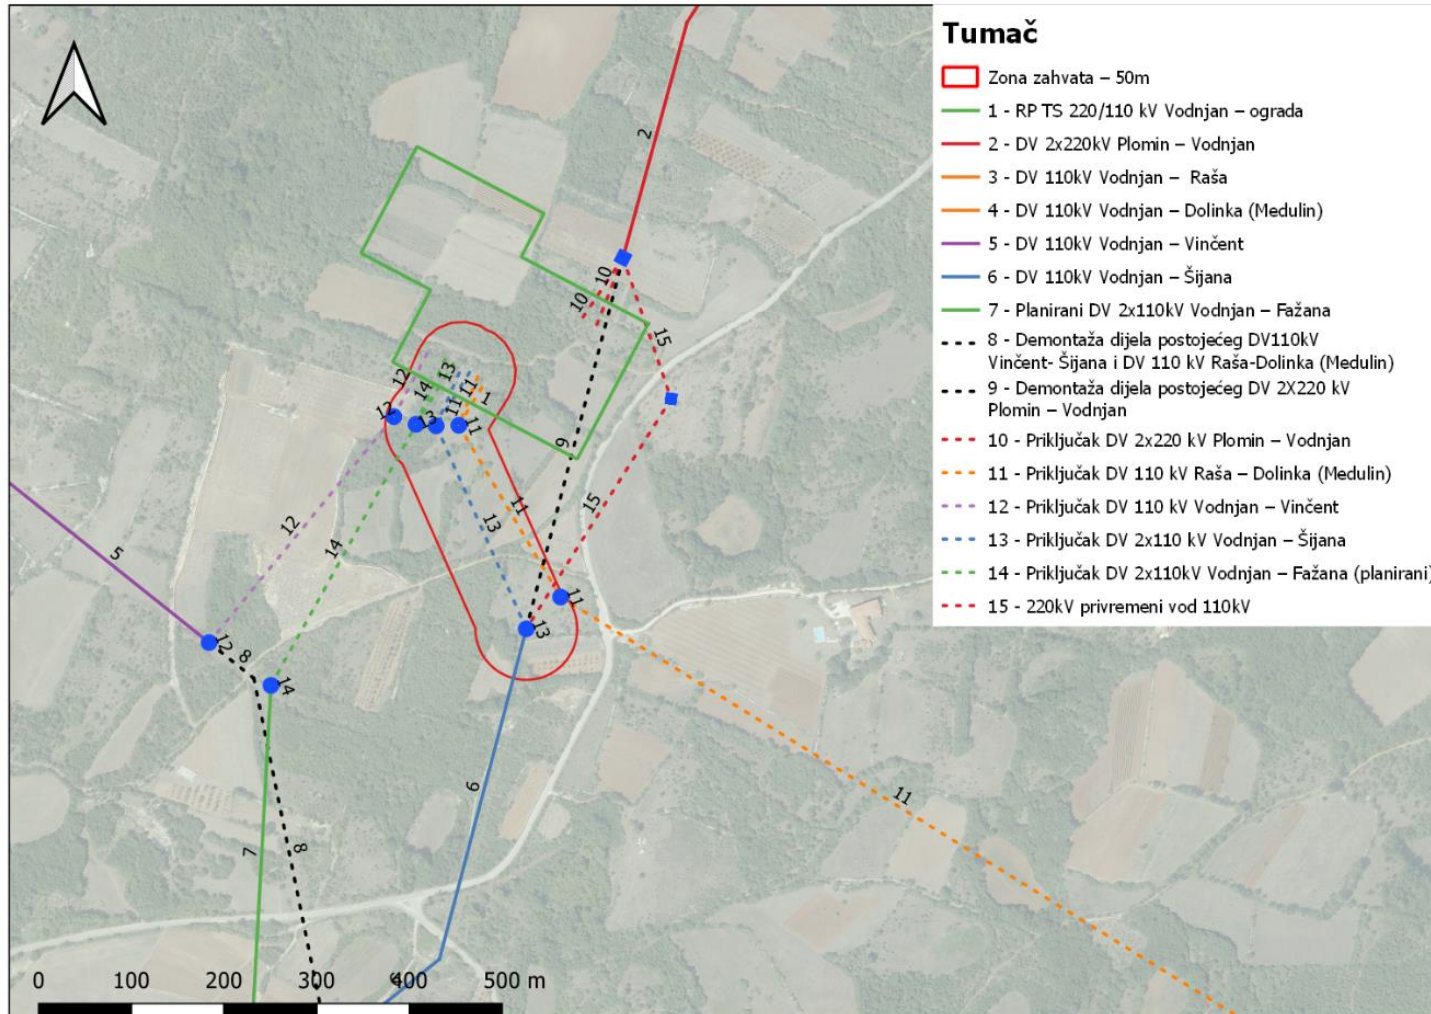 Tumač
Zona zahvata – 50m
1 - RP TS 220/110 kV Vodnjan – ograda
2 - DV 2x220kV Plomin – Vodnjan
3 - DV 110kV Vodnjan – Raša
4 - DV 110kV Vodnjan – Dolinka (Medulin)
5 - DV 110kV Vodnjan – Vinčent
6 - DV 110kV Vodnjan – Šijana
7 - Planirani DV 2x110kV Vodnjan – Fažana
8 - Demontaža dijela postojećeg DV110kV
Vinčent- Šijana i DV 110 kV Raša-Dolinka (Medulin)
9 - Demontaža dijela postojećeg DV 2X220 kV
Plomin – Vodnjan
10 - Priključak DV 2x220 kV Plomin – Vodnjan
11 - Priključak DV 110 kV Raša – Dolinka (Medulin)
12 - Priključak DV 110 kV Vodnjan – Vinčent
13 - Priključak DV 2x110 kV Vodnjan – Šijana
14 - Priključak DV 2x110kV Vodnjan – Fažana (planirani)
15 - 220kV privremeni vod 110kV
2
10
10
15
12
14
13
11
1
12
13
11
11
9
15
11
13
12
14
5
11
13
12
8
14
6
11
7
8
0 100 200 300 400 500 m